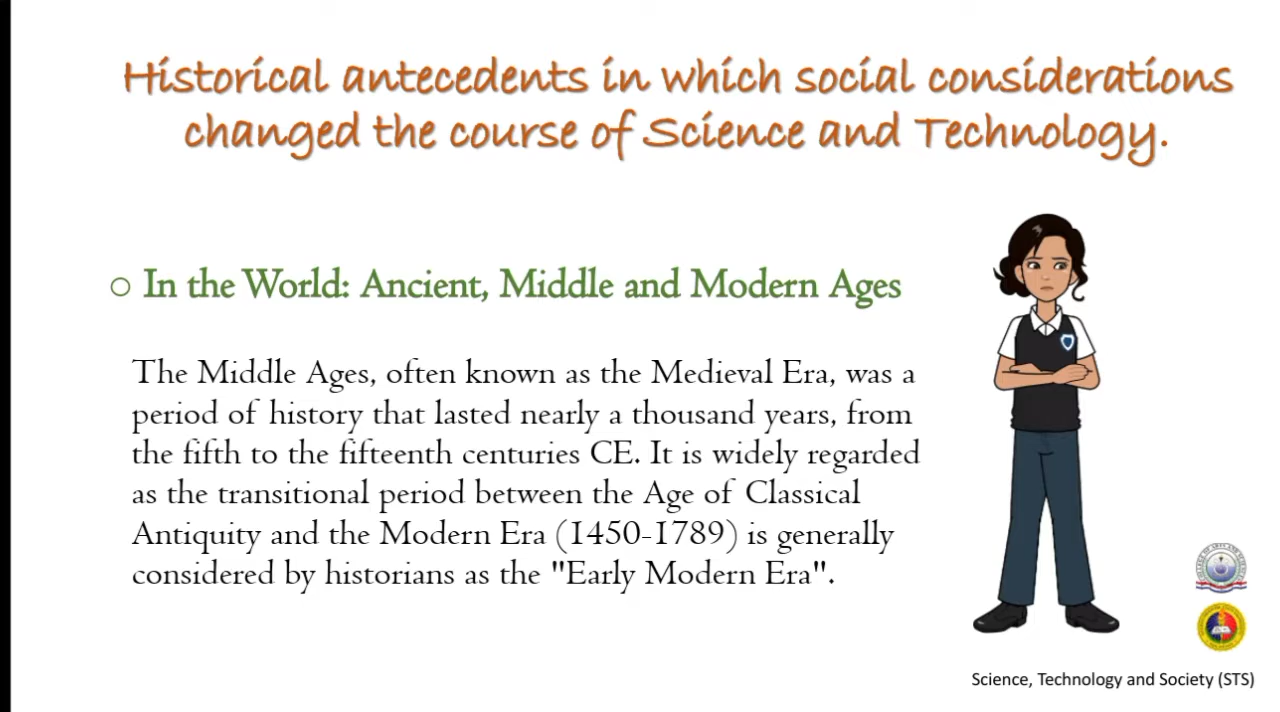 Historical antecedents in which social considerations
changed the course of Science and Technology.
In the World: Ancient, Middle and Modern Ages
The Middle Ages, often known as the Medieval Era, was a
period of history that lasted nearly a thousand years, from
the fifth to the fifteenth centuries CE. It is widely regarded
as the transitional period between the Age of Classical
Antiquity and the Modern Era (1450-1789) is generally
considered by historians as the "Early Modern Era".
Science, Technology and Society (STS)